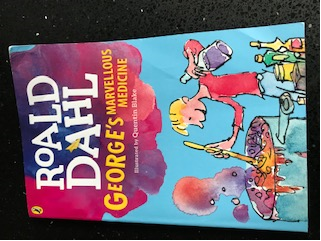 ROALD
DAHL
GEORGE'S
MARVELLOUS
MEDICINE
Illustrated by Quentin Blake